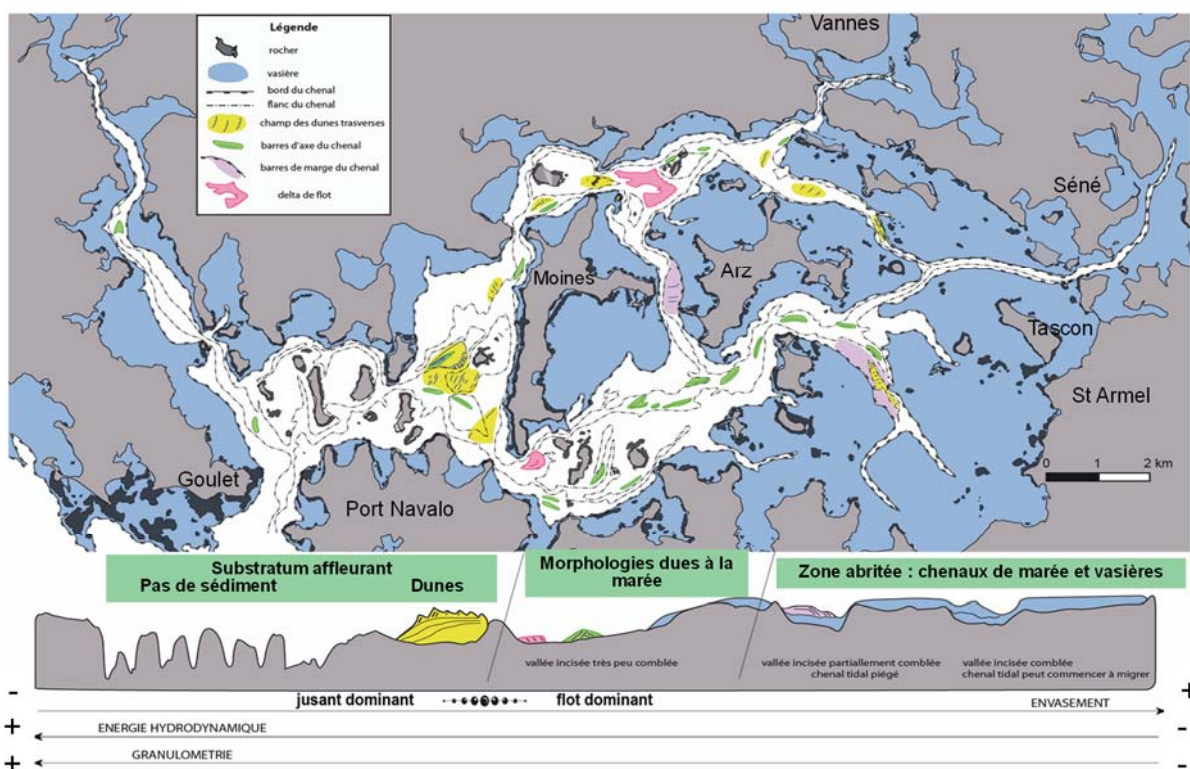 Légende
rocher
vasière
bord du chenal
flanc du chenal
champ des dunes trasverses
barres d'axe du chenal
barres de marge du chenal
delta de flot
Vannes
Séné
Moines
Arz
Tascon
St Armel
Goulet
Port Navalo
0 1 2 km
Substratum affleurant
Pas de sédiment Dunes
Morphologies dues à la
marée
Zone abritée : chenaux de marée et vasières
vallée incisée très peu comblée
vallée incisée partiallement comblée
chenal tidal piégé
vallée incisée comblée
chenal tidal peut commencer à migrer
jusant dominant flot dominant
- ENVASEMENT +
+ ENERGIE HYDRODYNAMIQUE -
+ GRANULOMETRIE -